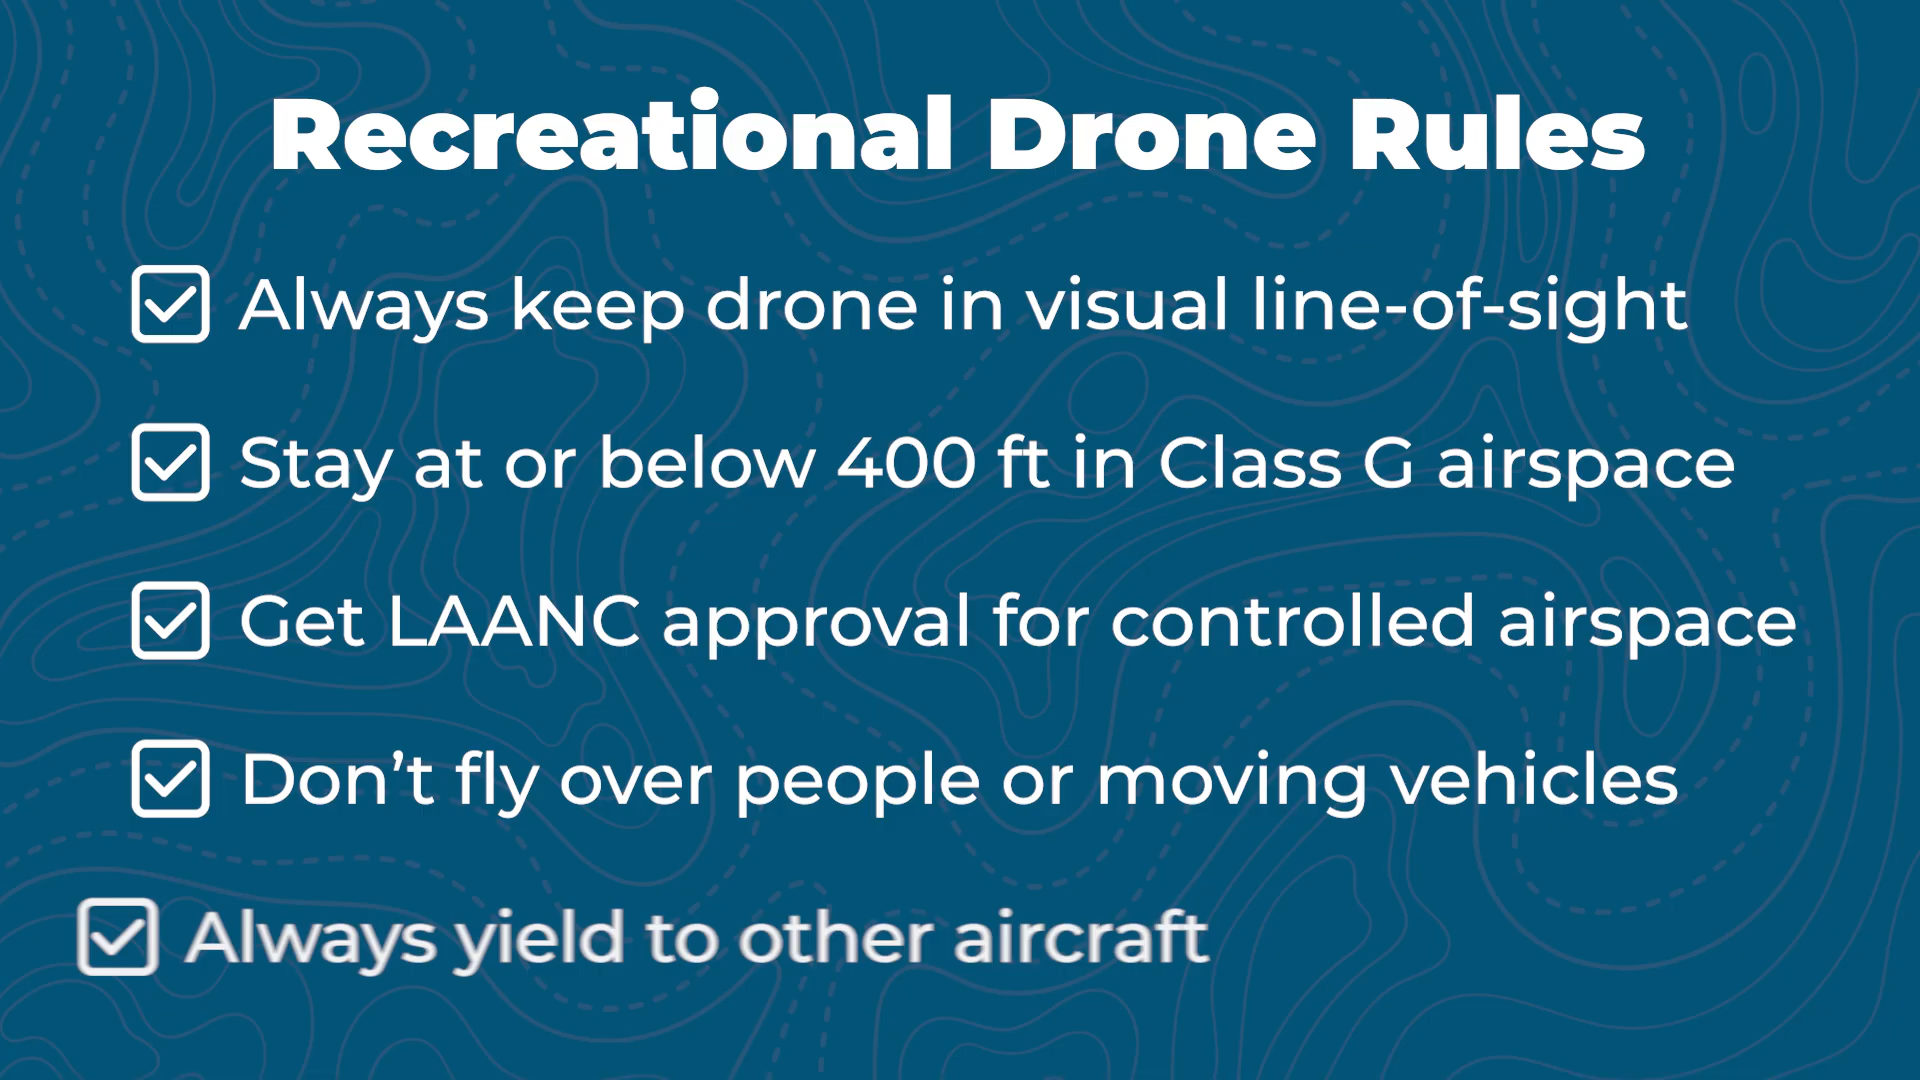 Recreational Drone Rules
Always keep drone in visual line-of-sight
Stay at or below 400 ft in Class G airspace
Get LAANC approval for controlled airspace
Don’t fly over people or moving vehicles
Always yield to other aircraft